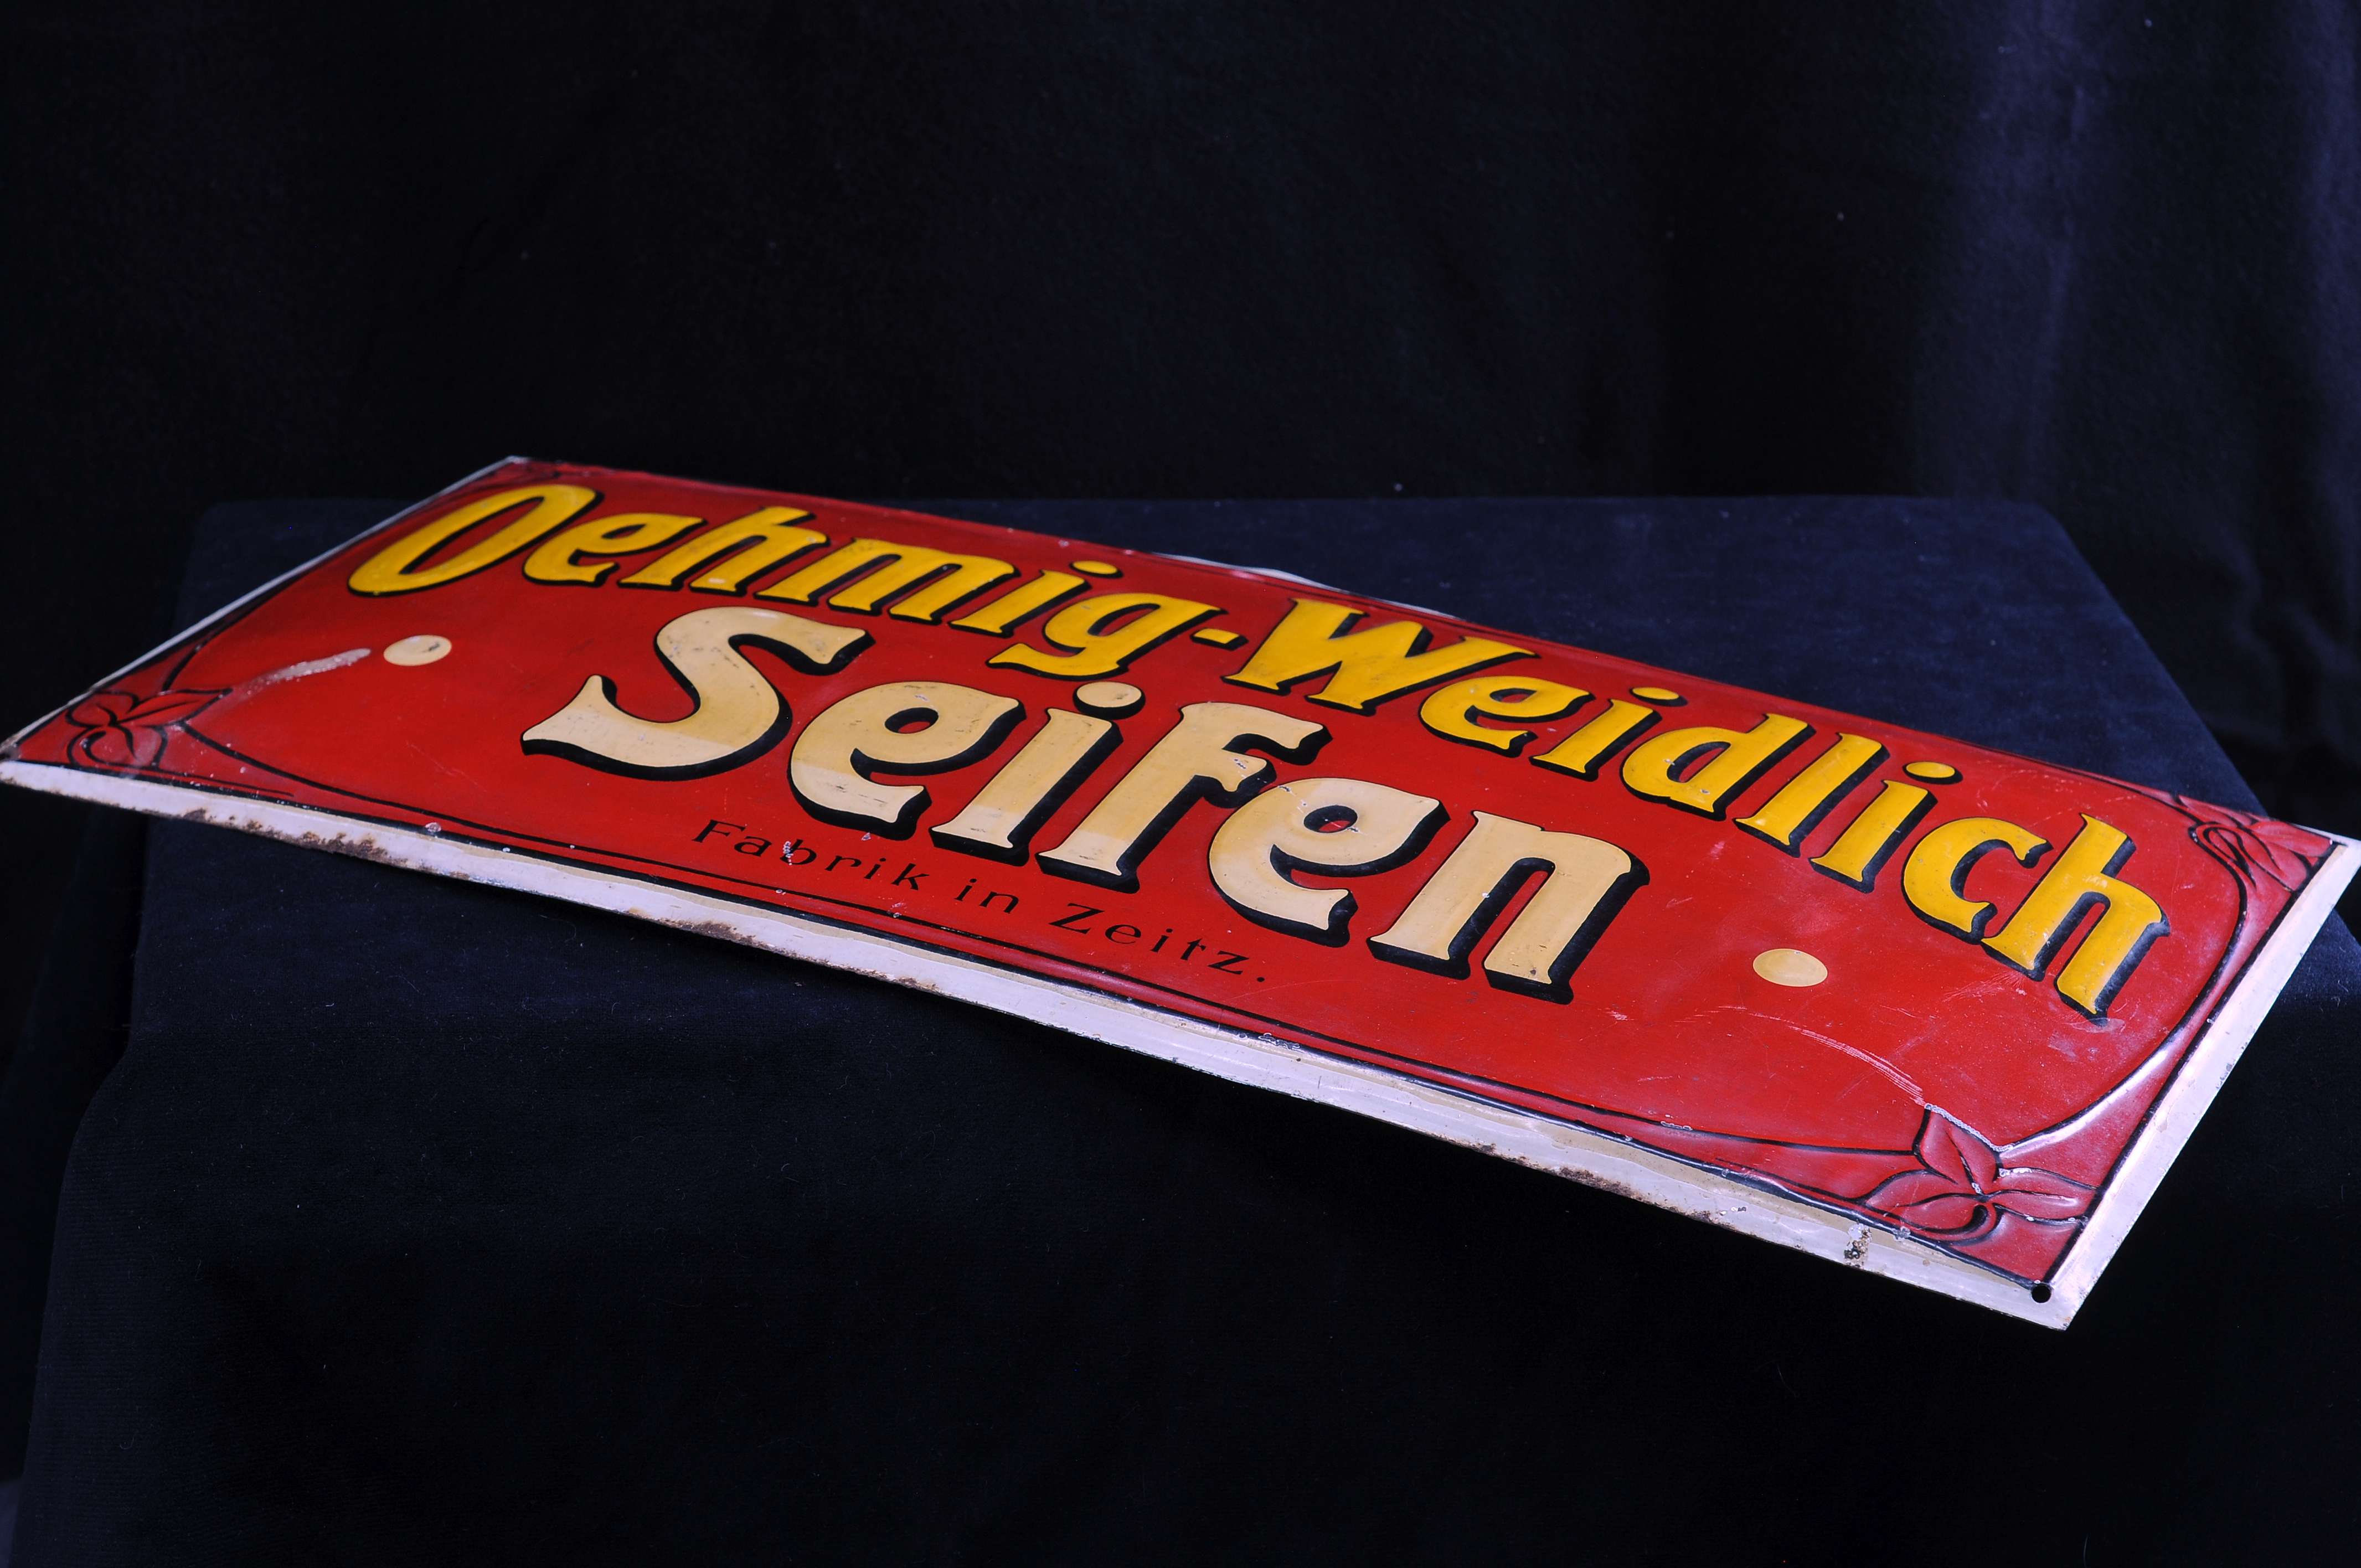 Oehmig-Weidlich
Seifen
Fabrik in Zeitz.